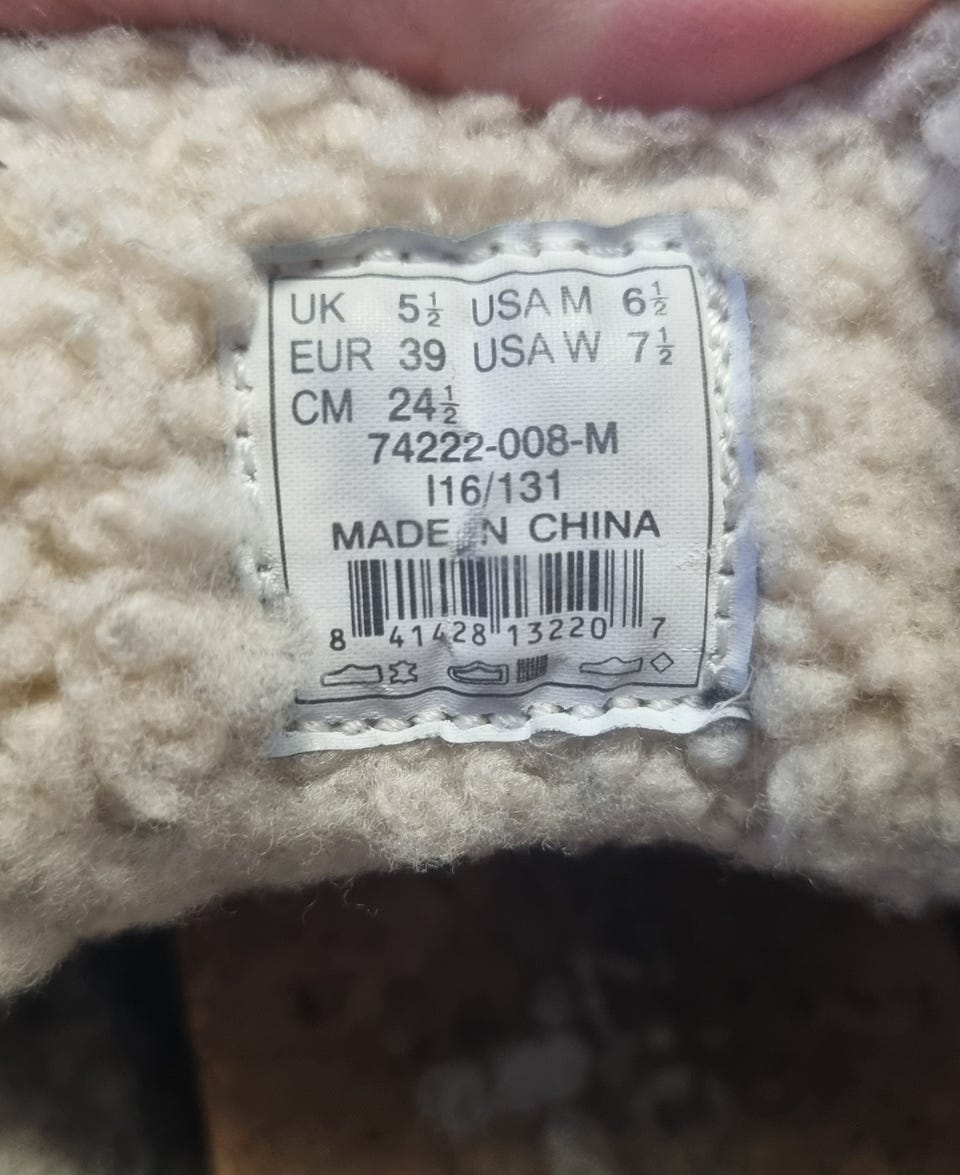 UK 5½ USA M 6½
EUR 39 USA W 7½
CM 24½
74222-008-M
I16/131
MADE IN CHINA
8 41428 13220 7